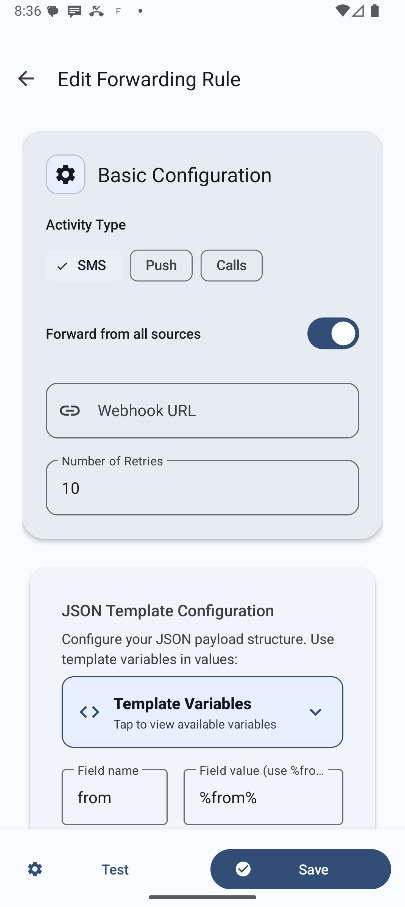 8:36 F
Edit Forwarding Rule
Basic Configuration
Activity Type
SMS Push Calls
Forward from all sources
Webhook URL
Number of Retries
10
JSON Template Configuration
Configure your JSON payload structure. Use
template variables in values:
Template Variables
Tap to view available variables
Field name Field value (use %fro...
from %from%
Test Save